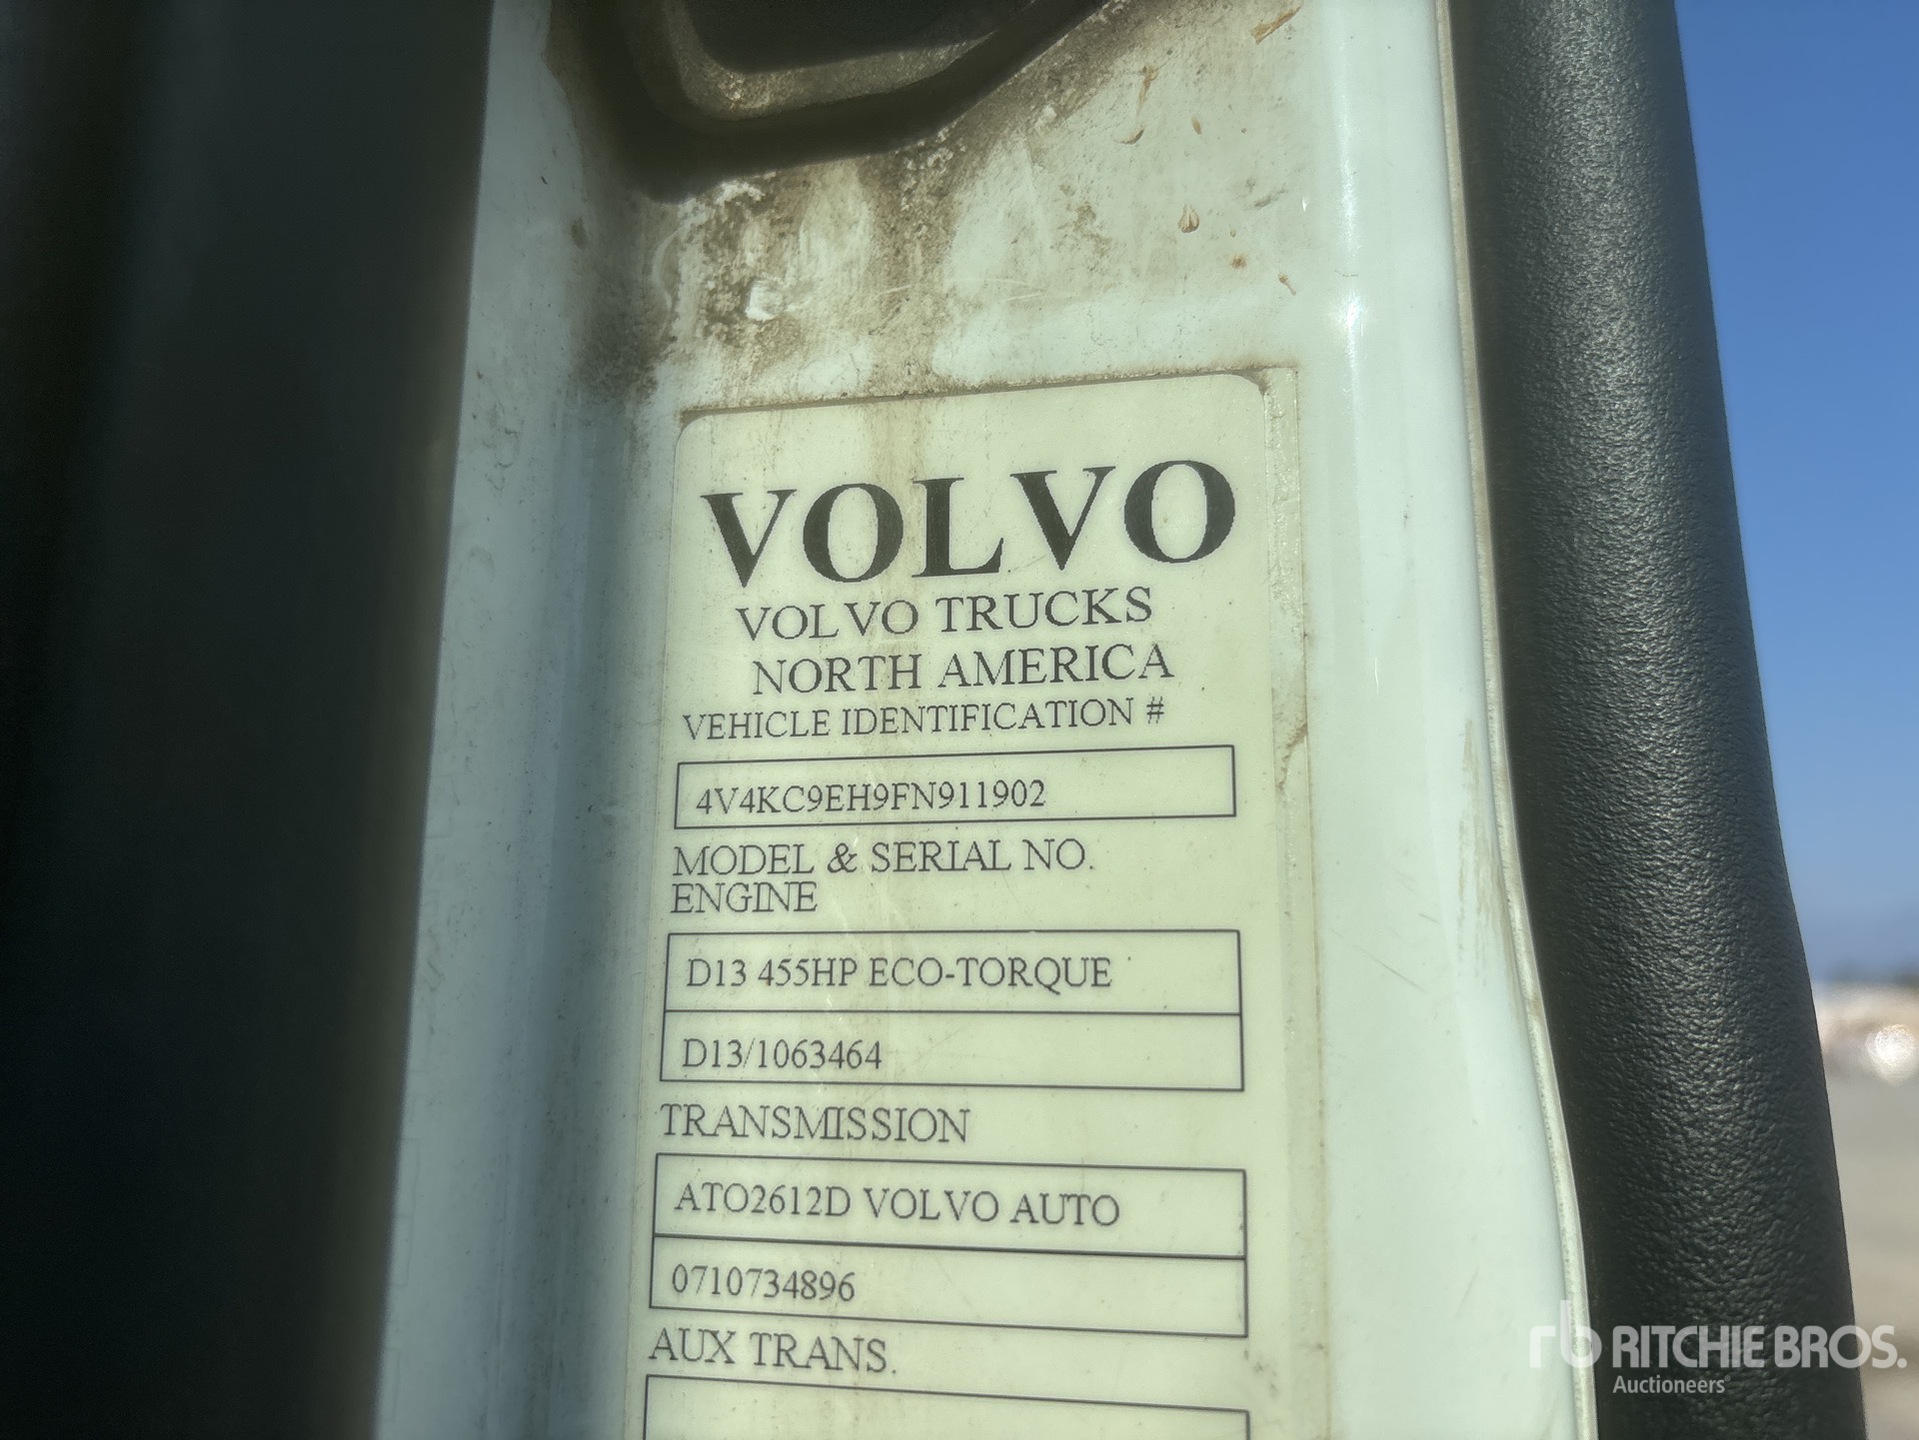 VOLVO
VOLVO TRUCKS
NORTH AMERICA
VEHICLE IDENTIFICATION #
4V4KC9EH9FN911902
MODEL & SERIAL NO.
ENGINE
D13 455HP ECO-TORQUE
D13/1063464
TRANSMISSION
ATO2612D VOLVO AUTO
0710734896
AUX TRANS.
rb RITCHIE BROS.
Auctioneers